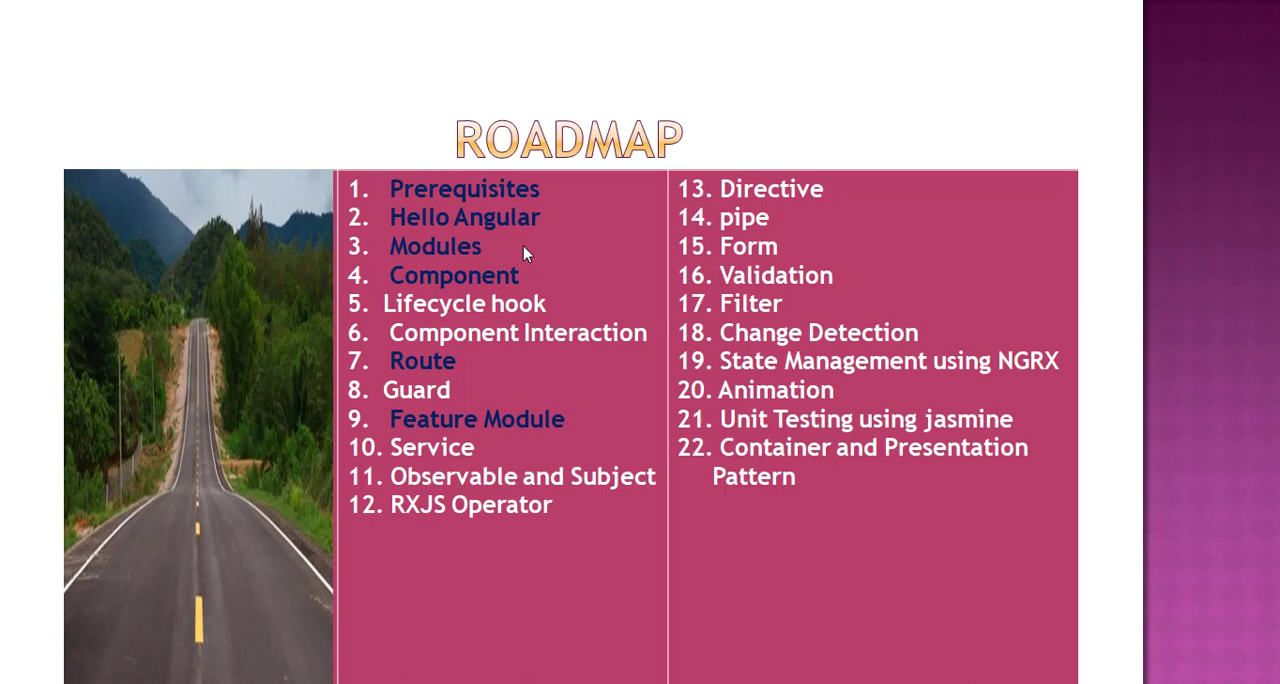 ROADMAP
1. Prerequisites
2. Hello Angular
3. Modules
4. Component
5. Lifecycle hook
6. Component Interaction
7. Route
8. Guard
9. Feature Module
10. Service
11. Observable and Subject
12. RXJS Operator
13. Directive
14. pipe
15. Form
16. Validation
17. Filter
18. Change Detection
19. State Management using NGRX
20. Animation
21. Unit Testing using jasmine
22. Container and Presentation
Pattern